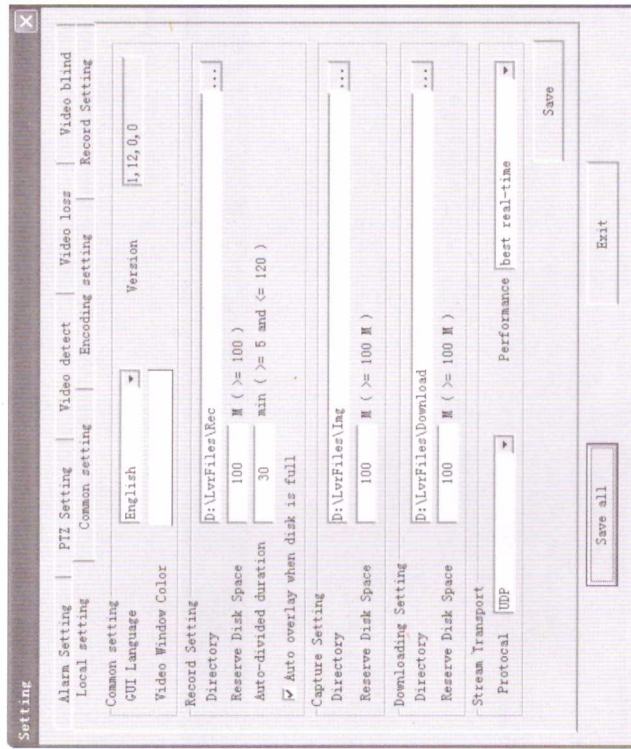 Setting
Alarm Setting PTZ Setting Video detect Video loss Video blind
Local setting Common setting Encoding setting Record Setting
Common setting
GUI Language English Version 1,12,0,0
Video Window Color
Record Setting
Directory D:\LvrFiles\Rec ...
Reserve Disk Space 100 M ( >= 100 )
Auto-divided duration 30 min ( >= 5 and <= 120 )
Auto overlay when disk is full
Capture Setting
Directory D:\LvrFiles\Img ...
Reserve Disk Space 100 M ( >= 100 M )
Downloading Setting
Directory D:\LvrFiles\Download ...
Reserve Disk Space 100 M ( >= 100 M )
Stream Transport
Protocal UDP Performance best real-time
Save
Save all Exit